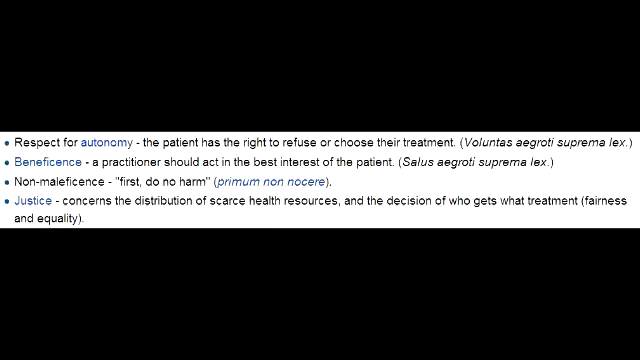 • Respect for autonomy - the patient has the right to refuse or choose their treatment. (Voluntas aegroti suprema lex.)
• Beneficence - a practitioner should act in the best interest of the patient. (Salus aegroti suprema lex.)
• Non-maleficence - "first, do no harm" (primum non nocere).
• Justice - concerns the distribution of scarce health resources, and the decision of who gets what treatment (fairness
and equality).